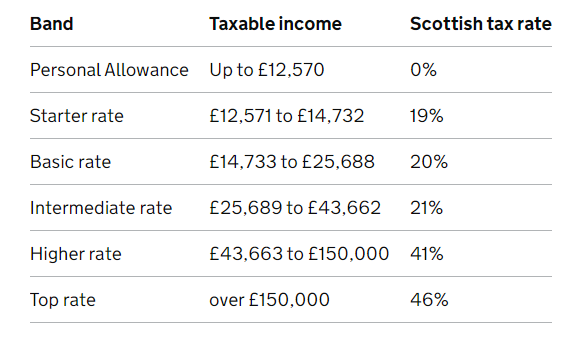 Band Taxable income Scottish tax rate
Personal Allowance Up to £12,570 0%
Starter rate £12,571 to £14,732 19%
Basic rate £14,733 to £25,688 20%
Intermediate rate £25,689 to £43,662 21%
Higher rate £43,663 to £150,000 41%
Top rate over £150,000 46%